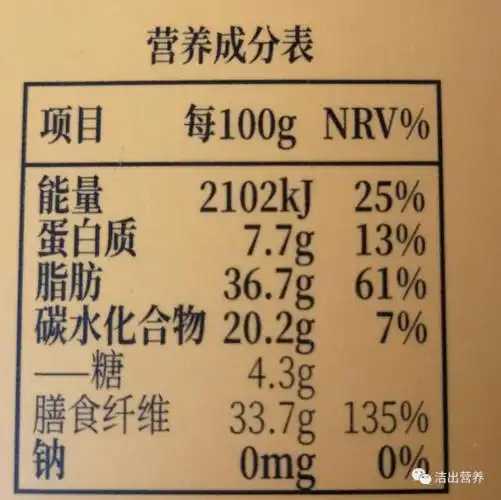 营养成分表
项目 每100g NRV%
能量 2102kJ 25%
蛋白质 7.7g 13%
脂肪 36.7g 61%
碳水化合物 20.2g 7%
——糖 4.3g
膳食纤维 33.7g 135%
钠 0mg 0%
洁出营养